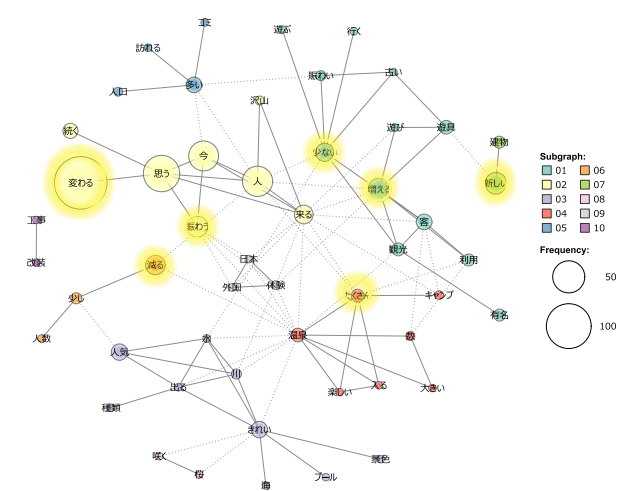 ゴミ
遊ぶ
行く
訪れる
賑わい
古い
多い
人口
沢山
続く
遊び
遊具
建物
今
少ない
思う
人
変わる
増える
新しい
来る
賑わう
客
工事
観光
日本
利用
改装
減る
外国
体験
たくさん
キャンプ
少し
有名
人数
水
温泉
数
人気
川
出る
楽しい
入る
大きい
種類
きれい
咲く
桜
景色
プール
海
Subgraph:
01 06
02 07
03 08
04 09
05 10
Frequency:
50
100